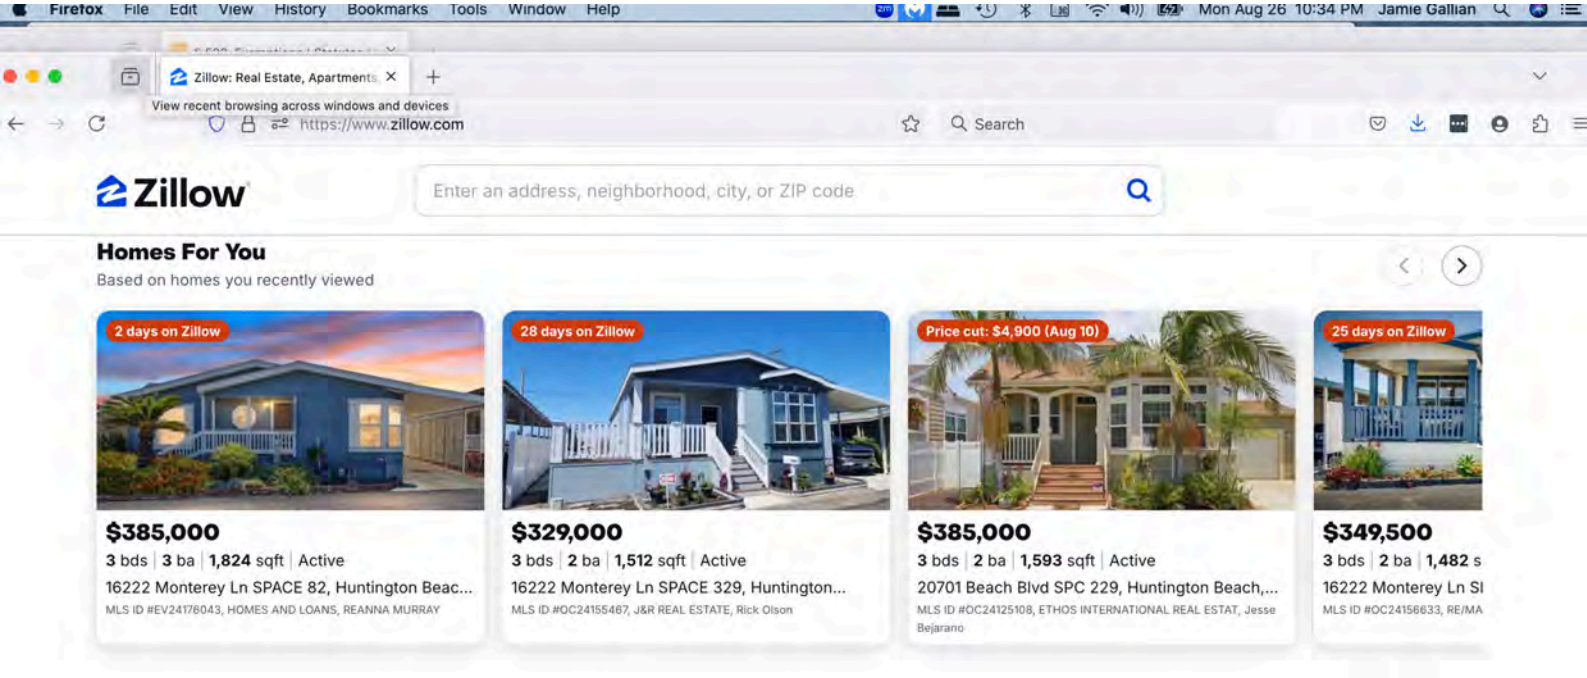 Firefox File Edit View History Bookmarks Tools Window Help zm Mon Aug 26 10:34 PM Jamie Gallian
Zillow: Real Estate, Apartments
View recent browsing across windows and devices
https://www.zillow.com
Search
Zillow
Enter an address, neighborhood, city, or ZIP code
Homes For You
Based on homes you recently viewed
2 days on Zillow
$385,000
3 bds | 3 ba | 1,824 sqft | Active
16222 Monterey Ln SPACE 82, Huntington Beac...
MLS ID #EV24176043, HOMES AND LOANS, REANNA MURRAY
28 days on Zillow
$329,000
3 bds | 2 ba | 1,512 sqft | Active
16222 Monterey Ln SPACE 329, Huntington...
MLS ID #OC24155467, J&R REAL ESTATE, Rick Olson
Price cut: $4,900 (Aug 10)
$385,000
3 bds | 2 ba | 1,593 sqft | Active
20701 Beach Blvd SPC 229, Huntington Beach,...
MLS ID #OC24125108, ETHOS INTERNATIONAL REAL ESTAT, Jesse
Bejarano
25 days on Zillow
$349,500
3 bds | 2 ba | 1,482 s
16222 Monterey Ln S
MLS ID #OC24156633, RE/MA